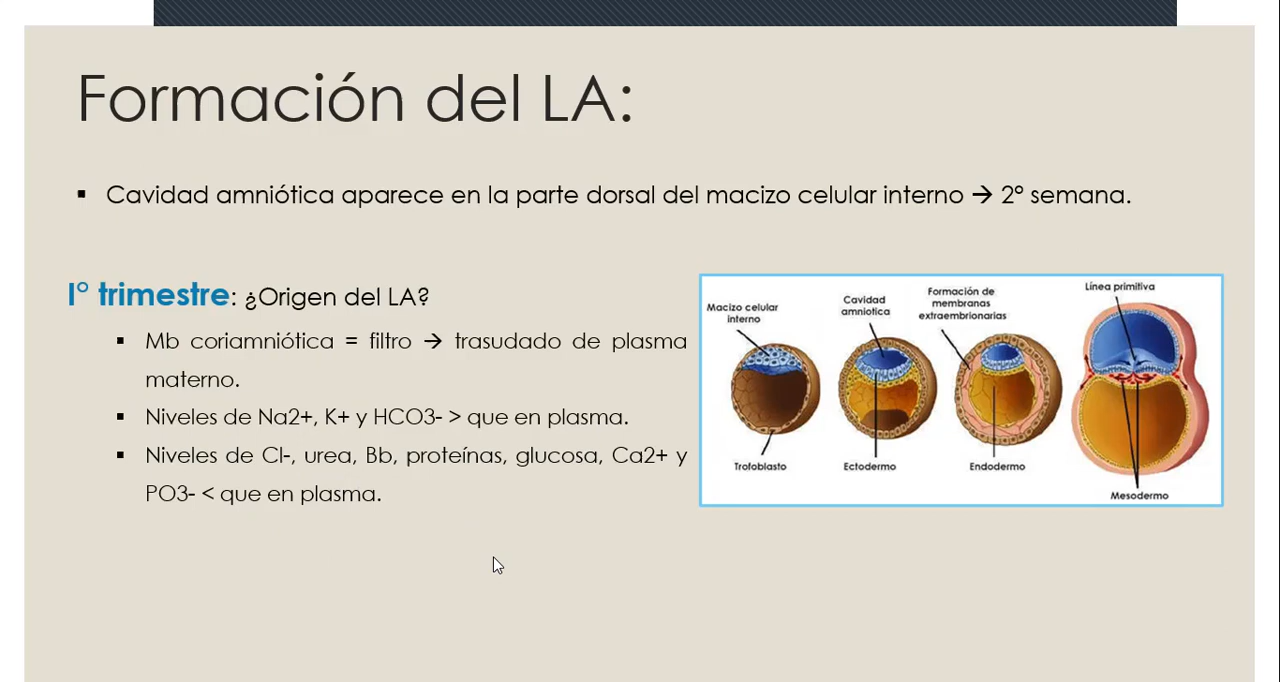 Formación del LA:
▪ Cavidad amniótica aparece en la parte dorsal del macizo celular interno → 2° semana.
I° trimestre: ¿Origen del LA?
▪ Mb coriamniótica = filtro → trasudado de plasma
materno.
▪ Niveles de Na2+, K+ y HCO3- > que en plasma.
▪ Niveles de Cl-, urea, Bb, proteínas, glucosa, Ca2+ y
PO3- < que en plasma.
Macizo celular
interno
Cavidad
amniotica
Formación de
membranas
extraembrionarias
Línea primitiva
Trofoblasto
Ectodermo
Endodermo
Mesodermo